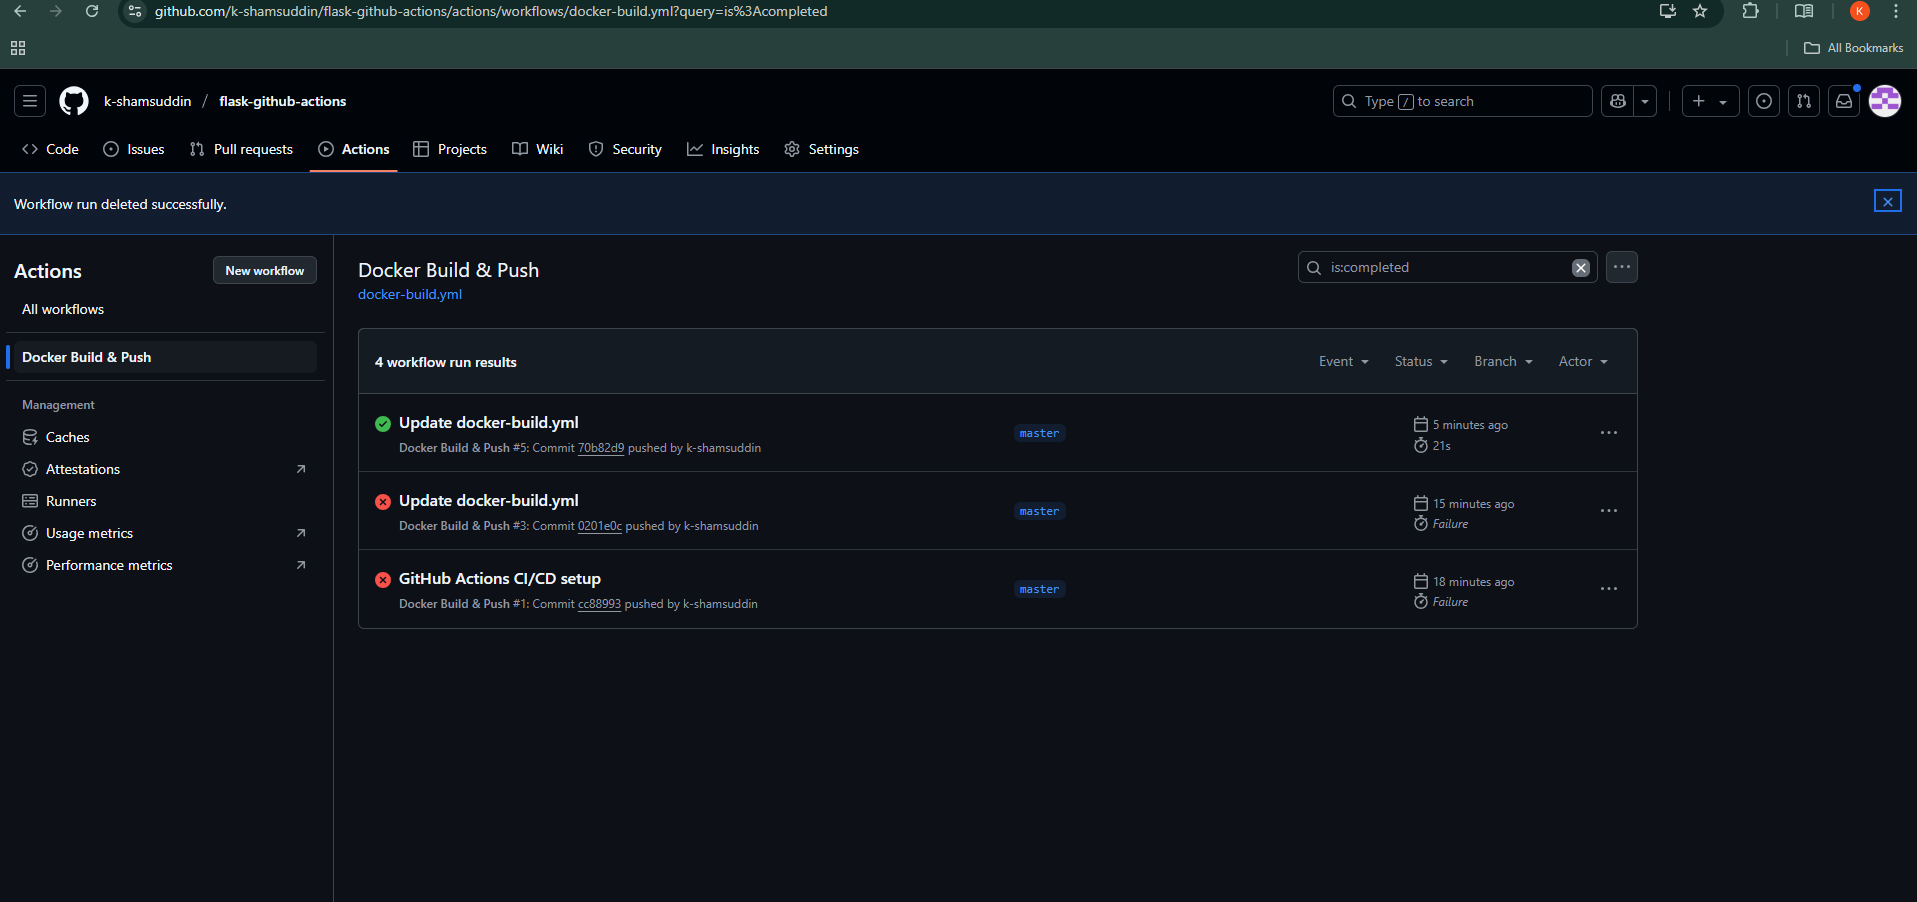 github.com/k-shamsuddin/flask-github-actions/actions/workflows/docker-build.yml?query=is%3Acompleted
K
All Bookmarks
k-shamsuddin / flask-github-actions
Type / to search
Code Issues Pull requests Actions Projects Wiki Security Insights Settings
Workflow run deleted successfully.
Actions
New workflow
All workflows
Docker Build & Push
Management
Caches
Attestations
Runners
Usage metrics
Performance metrics
Docker Build & Push
docker-build.yml
is:completed
4 workflow run results
Event Status Branch Actor
Update docker-build.yml
Docker Build & Push #5: Commit 70b82d9 pushed by k-shamsuddin
master
5 minutes ago
21s
Update docker-build.yml
Docker Build & Push #3: Commit 0201e0c pushed by k-shamsuddin
master
15 minutes ago
Failure
GitHub Actions CI/CD setup
Docker Build & Push #1: Commit cc88993 pushed by k-shamsuddin
master
18 minutes ago
Failure